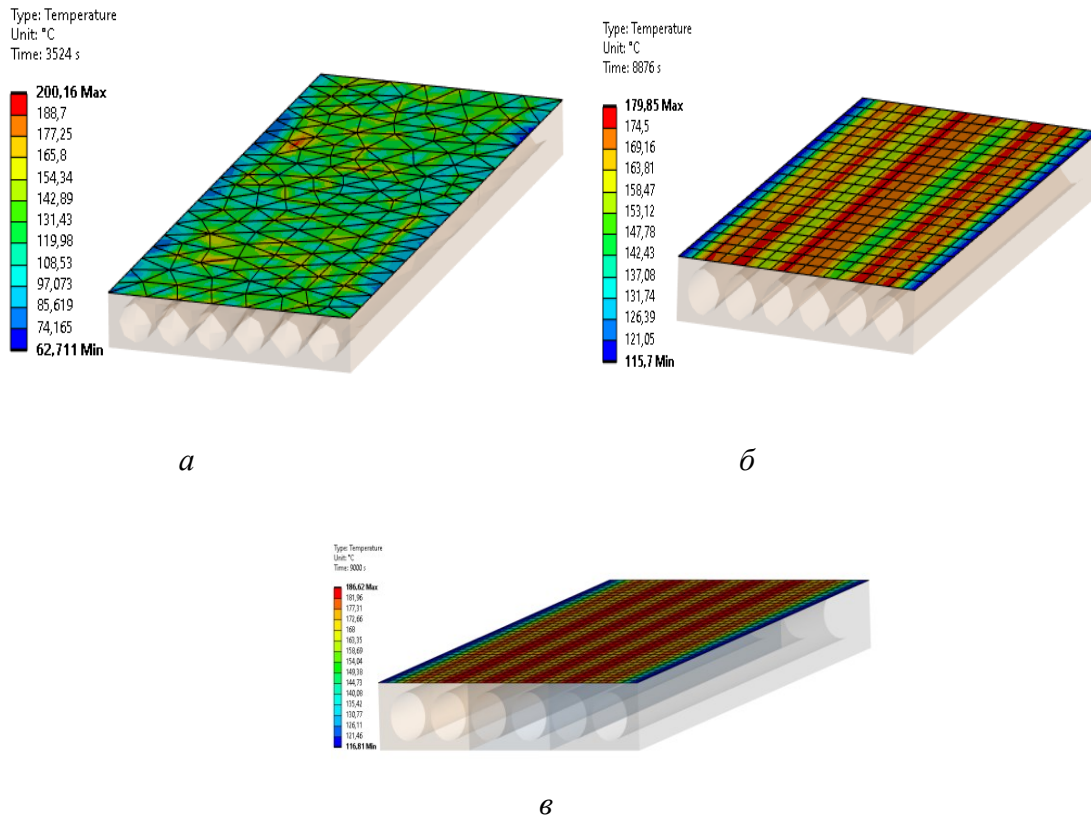 Type: Temperature
Unit: °C
Time: 3524 s
200,16 Max
188,7
177,25
165,8
154,34
142,89
131,43
119,98
108,53
97,073
85,619
74,165
62,711 Min
а
Type: Temperature
Unit: °C
Time: 8876 s
179,85 Max
174,5
169,16
163,81
158,47
153,12
147,78
142,43
137,08
131,74
126,39
121,05
115,7 Min
б
Type: Temperature
Unit: °C
Time: 9000 s
186,62 Max
181,96
177,31
172,66
168
163,35
158,69
154,04
149,38
144,73
140,08
135,42
130,77
126,11
121,46
116,81 Min
в